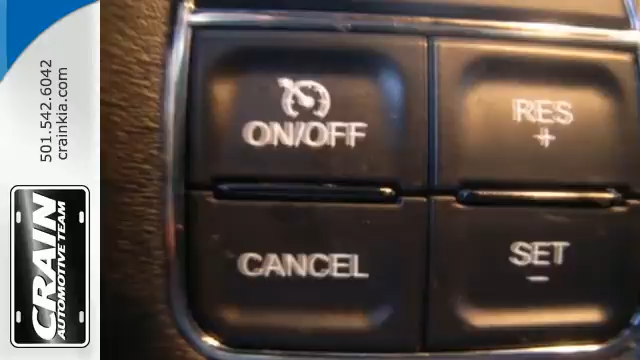 501.542.6042
crainkia.com
CRAIN
AUTOMOTIVE TEAM
ON/OFF
RES
+
CANCEL
SET
-